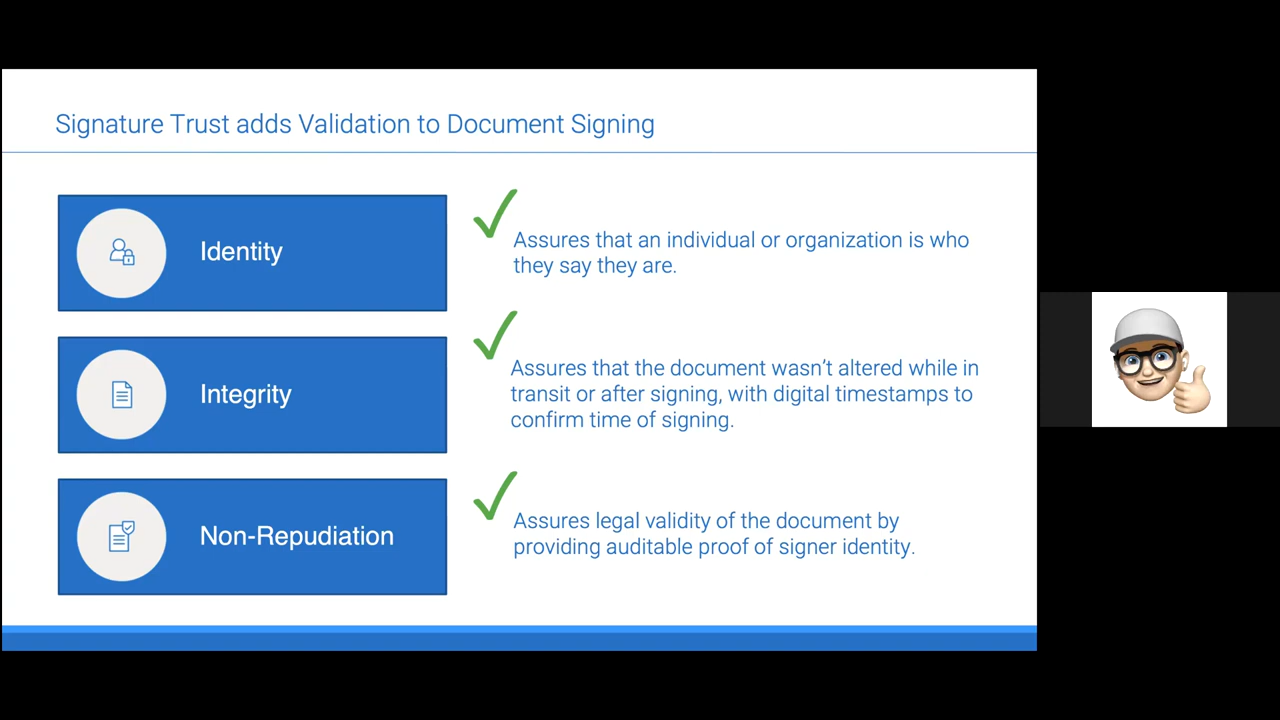 Signature Trust adds Validation to Document Signing
Identity
Assures that an individual or organization is who
they say they are.
Integrity
Assures that the document wasn’t altered while in
transit or after signing, with digital timestamps to
confirm time of signing.
Non-Repudiation
Assures legal validity of the document by
providing auditable proof of signer identity.